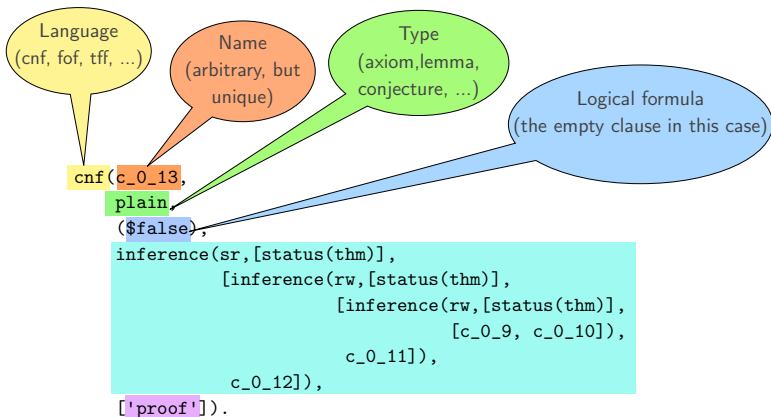 Language
(cnf, fof, tff, ...)
Name
(arbitrary, but
unique)
Type
(axiom,lemma,
conjecture, ...)
Logical formula
(the empty clause in this case)
cnf(c_0_13,
plain,
($false),
inference(sr,[status(thm)],
[inference(rw,[status(thm)],
[inference(rw,[status(thm)],
[c_0_9, c_0_10]),
c_0_11]),
c_0_12]),
['proof']).